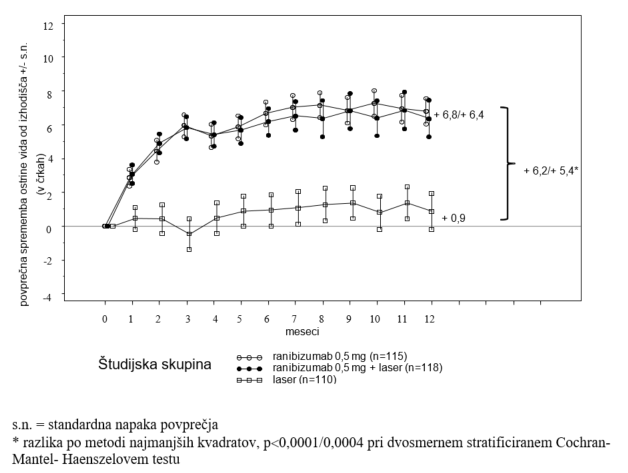 povprečna sprememba ostrine vida od izhodišča +/- s.n.
(v črkah)
12
10
8
6
4
2
0
-2
-4
+ 6,8/+ 6,4
+ 6,2/+ 5,4*
+ 0,9
0 1 2 3 4 5 6 7 8 9 10 11 12
meseci
Študijska skupina
ranibizumab 0,5 mg (n=115)
ranibizumab 0,5 mg + laser (n=118)
laser (n=110)
s.n. = standardna napaka povprečja
* razlika po metodi najmanjših kvadratov, p<0,0001/0,0004 pri dvosmernem stratificiranem Cochran-
Mantel- Haenszelovem testu